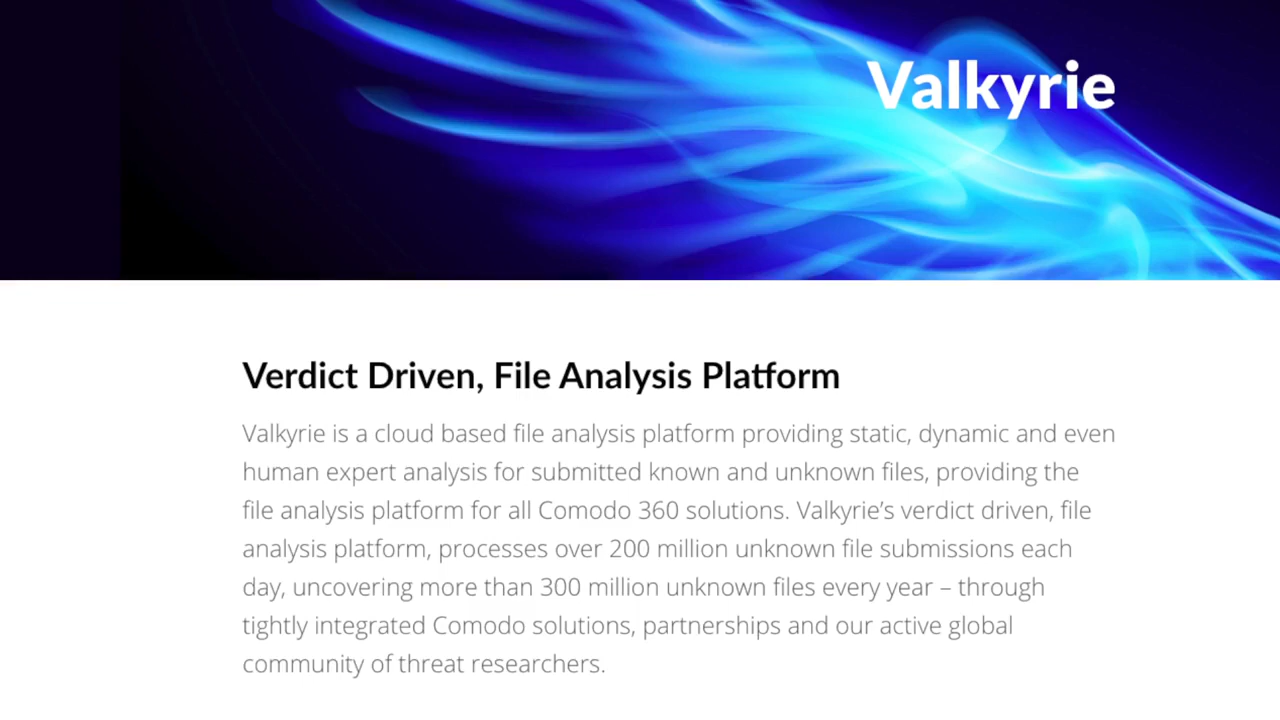 Valkyrie
Verdict Driven, File Analysis Platform
Valkyrie is a cloud based file analysis platform providing static, dynamic and even
human expert analysis for submitted known and unknown files, providing the
file analysis platform for all Comodo 360 solutions. Valkyrie’s verdict driven, file
analysis platform, processes over 200 million unknown file submissions each
day, uncovering more than 300 million unknown files every year – through
tightly integrated Comodo solutions, partnerships and our active global
community of threat researchers.